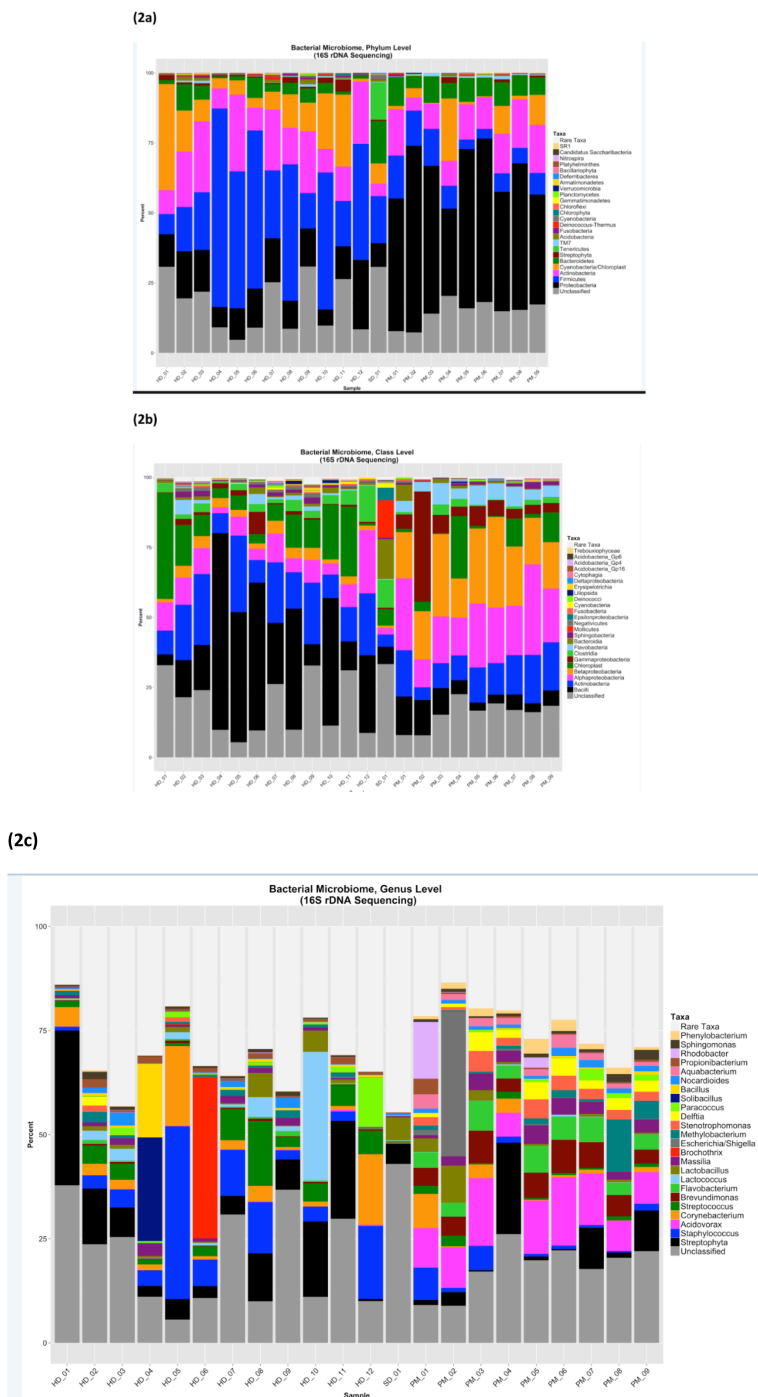 (2a)
Bacterial Microbiome, Phylum Level
(16S rDNA Sequencing)
100
75
50
25
0
Percent
HD_01
HD_02
HD_03
HD_04
HD_05
HD_06
HD_07
HD_08
HD_09
HD_10
HD_11
HD_12
SD_01
PM_01
PM_02
PM_03
PM_04
PM_05
PM_06
PM_07
PM_08
PM_09
Sample
Taxa
Rare Taxa
SR1
Candidatus Saccharibacteria
Nitrospira
Platyhelminthes
Bacillariophyta
Deferribacteres
Armatimonadetes
Verrucomicrobia
Planctomycetes
Gemmatimonadetes
Chloroflexi
Chlorophyta
Cyanobacteria
Deinococcus-Thermus
Fusobacteria
Acidobacteria
TM7
Tenericutes
Streptophyta
Bacteroidetes
Cyanobacteria/Chloroplast
Actinobacteria
Firmicutes
Proteobacteria
Unclassified
(2b)
Bacterial Microbiome, Class Level
(16S rDNA Sequencing)
100
75
50
25
0
Percent
HD_01
HD_02
HD_03
HD_04
HD_05
HD_06
HD_07
HD_08
HD_09
HD_10
HD_11
HD_12
SD_01
PM_01
PM_02
PM_03
PM_04
PM_05
PM_06
PM_07
PM_08
PM_09
Taxa
Rare Taxa
Trebouxiophyceae
Acidobacteria_Gp6
Acidobacteria_Gp4
Acidobacteria_Gp16
Cytophagia
Deltaproteobacteria
Erysipelotrichia
Liliopsida
Deinococci
Cyanobacteria
Fusobacteria
Epsilonproteobacteria
Negativicutes
Mollicutes
Sphingobacteria
Bacteroidia
Flavobacteria
Clostridia
Gammaproteobacteria
Chloroplast
Betaproteobacteria
Alphaproteobacteria
Actinobacteria
Bacilli
Unclassified
(2c)
Bacterial Microbiome, Genus Level
(16S rDNA Sequencing)
100
75
50
25
0
Percent
HD_01
HD_02
HD_03
HD_04
HD_05
HD_06
HD_07
HD_08
HD_09
HD_10
HD_11
HD_12
SD_01
PM_01
PM_02
PM_03
PM_04
PM_05
PM_06
PM_07
PM_08
PM_09
Sample
Taxa
Rare Taxa
Phenylobacterium
Sphingomonas
Rhodobacter
Propionibacterium
Aquabacterium
Nocardioides
Bacillus
Solibacillus
Paracoccus
Delftia
Stenotrophomonas
Methylobacterium
Escherichia/Shigella
Brochothrix
Massilia
Lactobacillus
Lactococcus
Flavobacterium
Brevundimonas
Streptococcus
Corynebacterium
Acidovorax
Staphylococcus
Streptophyta
Unclassified